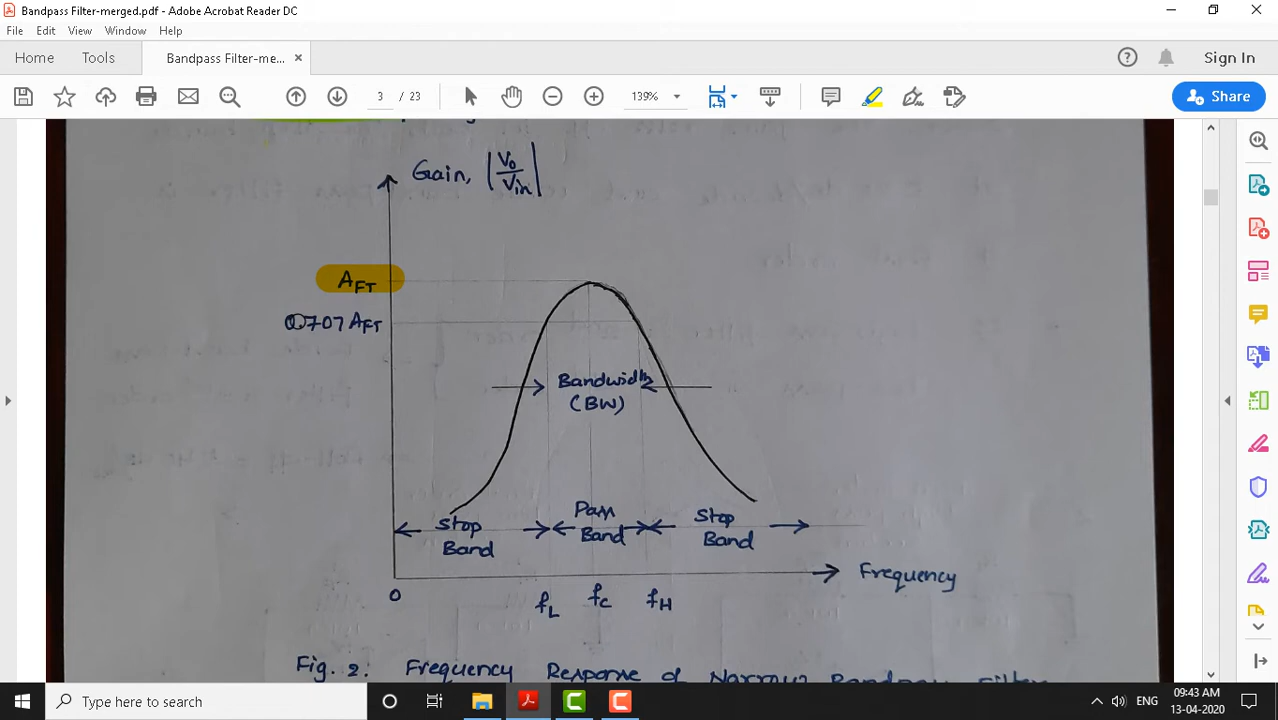 Bandpass Filter-merged.pdf - Adobe Acrobat Reader DC
File Edit View Window Help
Home Tools Bandpass Filter-me... ×
Sign In
3 / 23
139%
Share
Gain, |Vo/Vin|
AFT
0.707 AFT
Bandwidth
(BW)
Stop
Band
Pass
Band
Stop
Band
Frequency
0
fL
fC
fH
Fig. 2: Frequency Response of Narrow Bandpass Filter
Type here to search
ENG
09:43 AM
13-04-2020